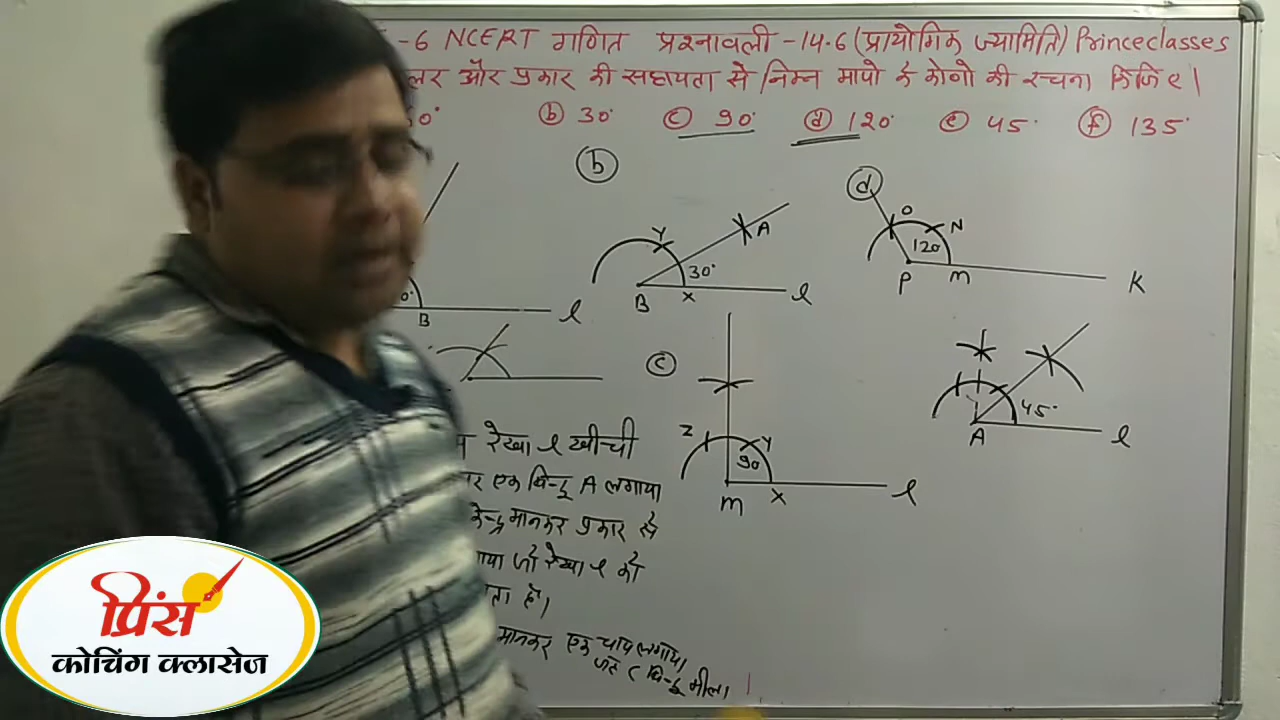 -6 NCERT गणित प्रश्नावली -14.6 (प्रायोगिक ज्यामिति) Princeclasses
और प्रकार की सहायता से निम्न मापो के कोणो की रचना किजिए।
ⓑ 30° ⓒ 90° ⓓ 120° ⓔ 45° ⓕ 135°
ⓑ
ⓓ
Y A 30° B X l
O N 120 P M K
B l
ⓒ
Z Y 90 M X l
45° A l
रेखा l खीची
एक बिन्दू A लगाया
केन्द्र मानकर प्रकार से
जो रेखा l को
मानकर एक चाप लगाया
C बिन्दू मीला।
प्रिंस
कोचिंग क्लासेज